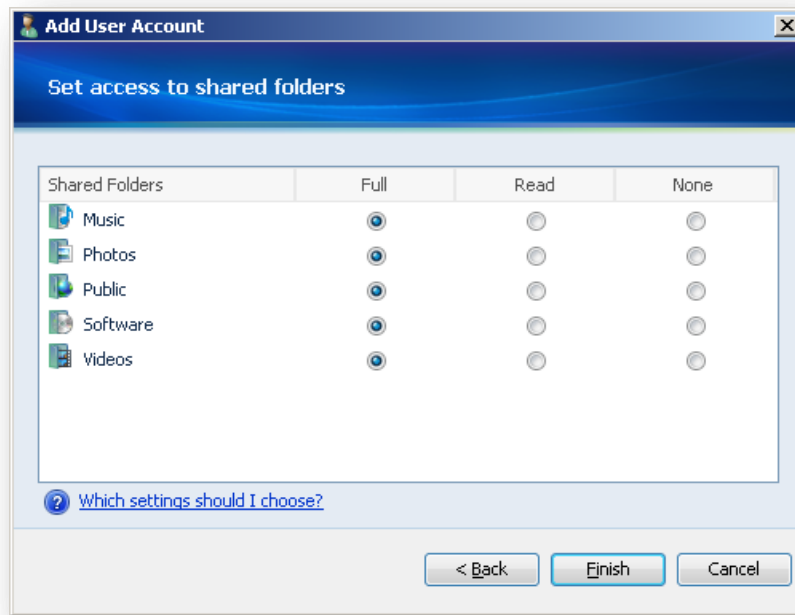 Add User Account
Set access to shared folders
Shared Folders Full Read None
Music
Photos
Public
Software
Videos
? Which settings should I choose?
< Back Finish Cancel